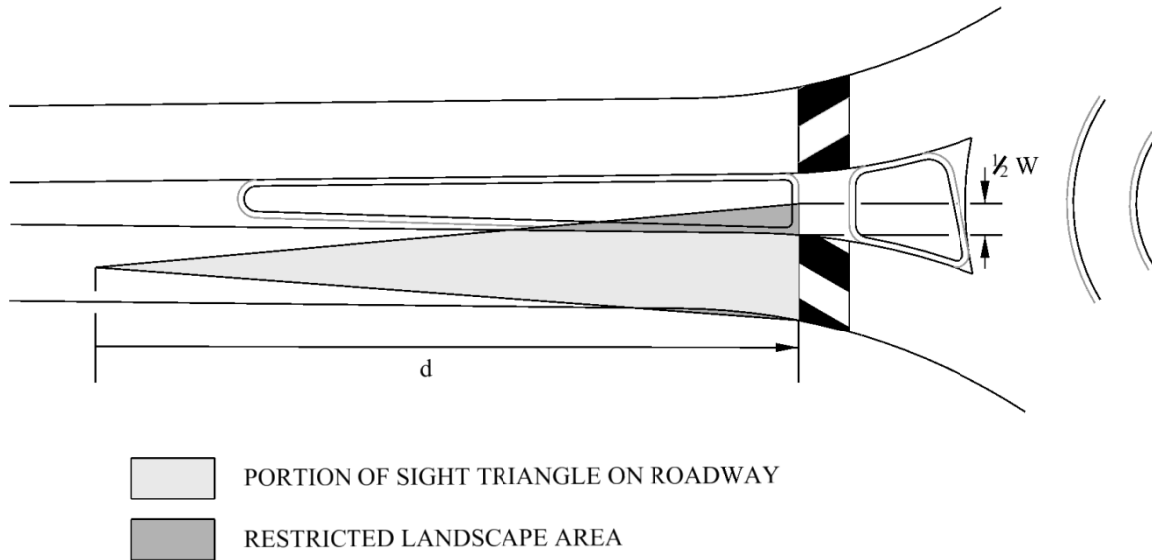 ½ W
d
PORTION OF SIGHT TRIANGLE ON ROADWAY
RESTRICTED LANDSCAPE AREA